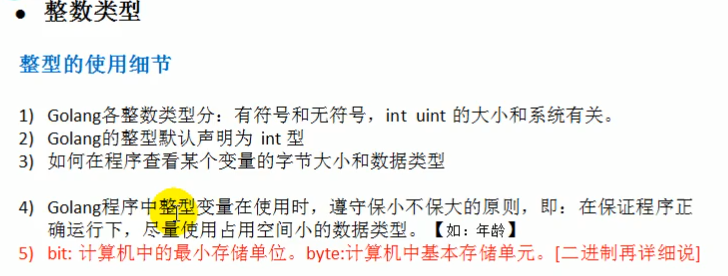 • 整数类型
整型的使用细节
1) Golang各整数类型分：有符号和无符号，int uint 的大小和系统有关。
2) Golang的整型默认声明为 int 型
3) 如何在程序查看某个变量的字节大小和数据类型
4) Golang程序中整型变量在使用时，遵守保小不保大的原则，即：在保证程序正
确运行下，尽量使用占用空间小的数据类型。【如：年龄】
5) bit: 计算机中的最小存储单位。byte:计算机中基本存储单元。[二进制再详细说]